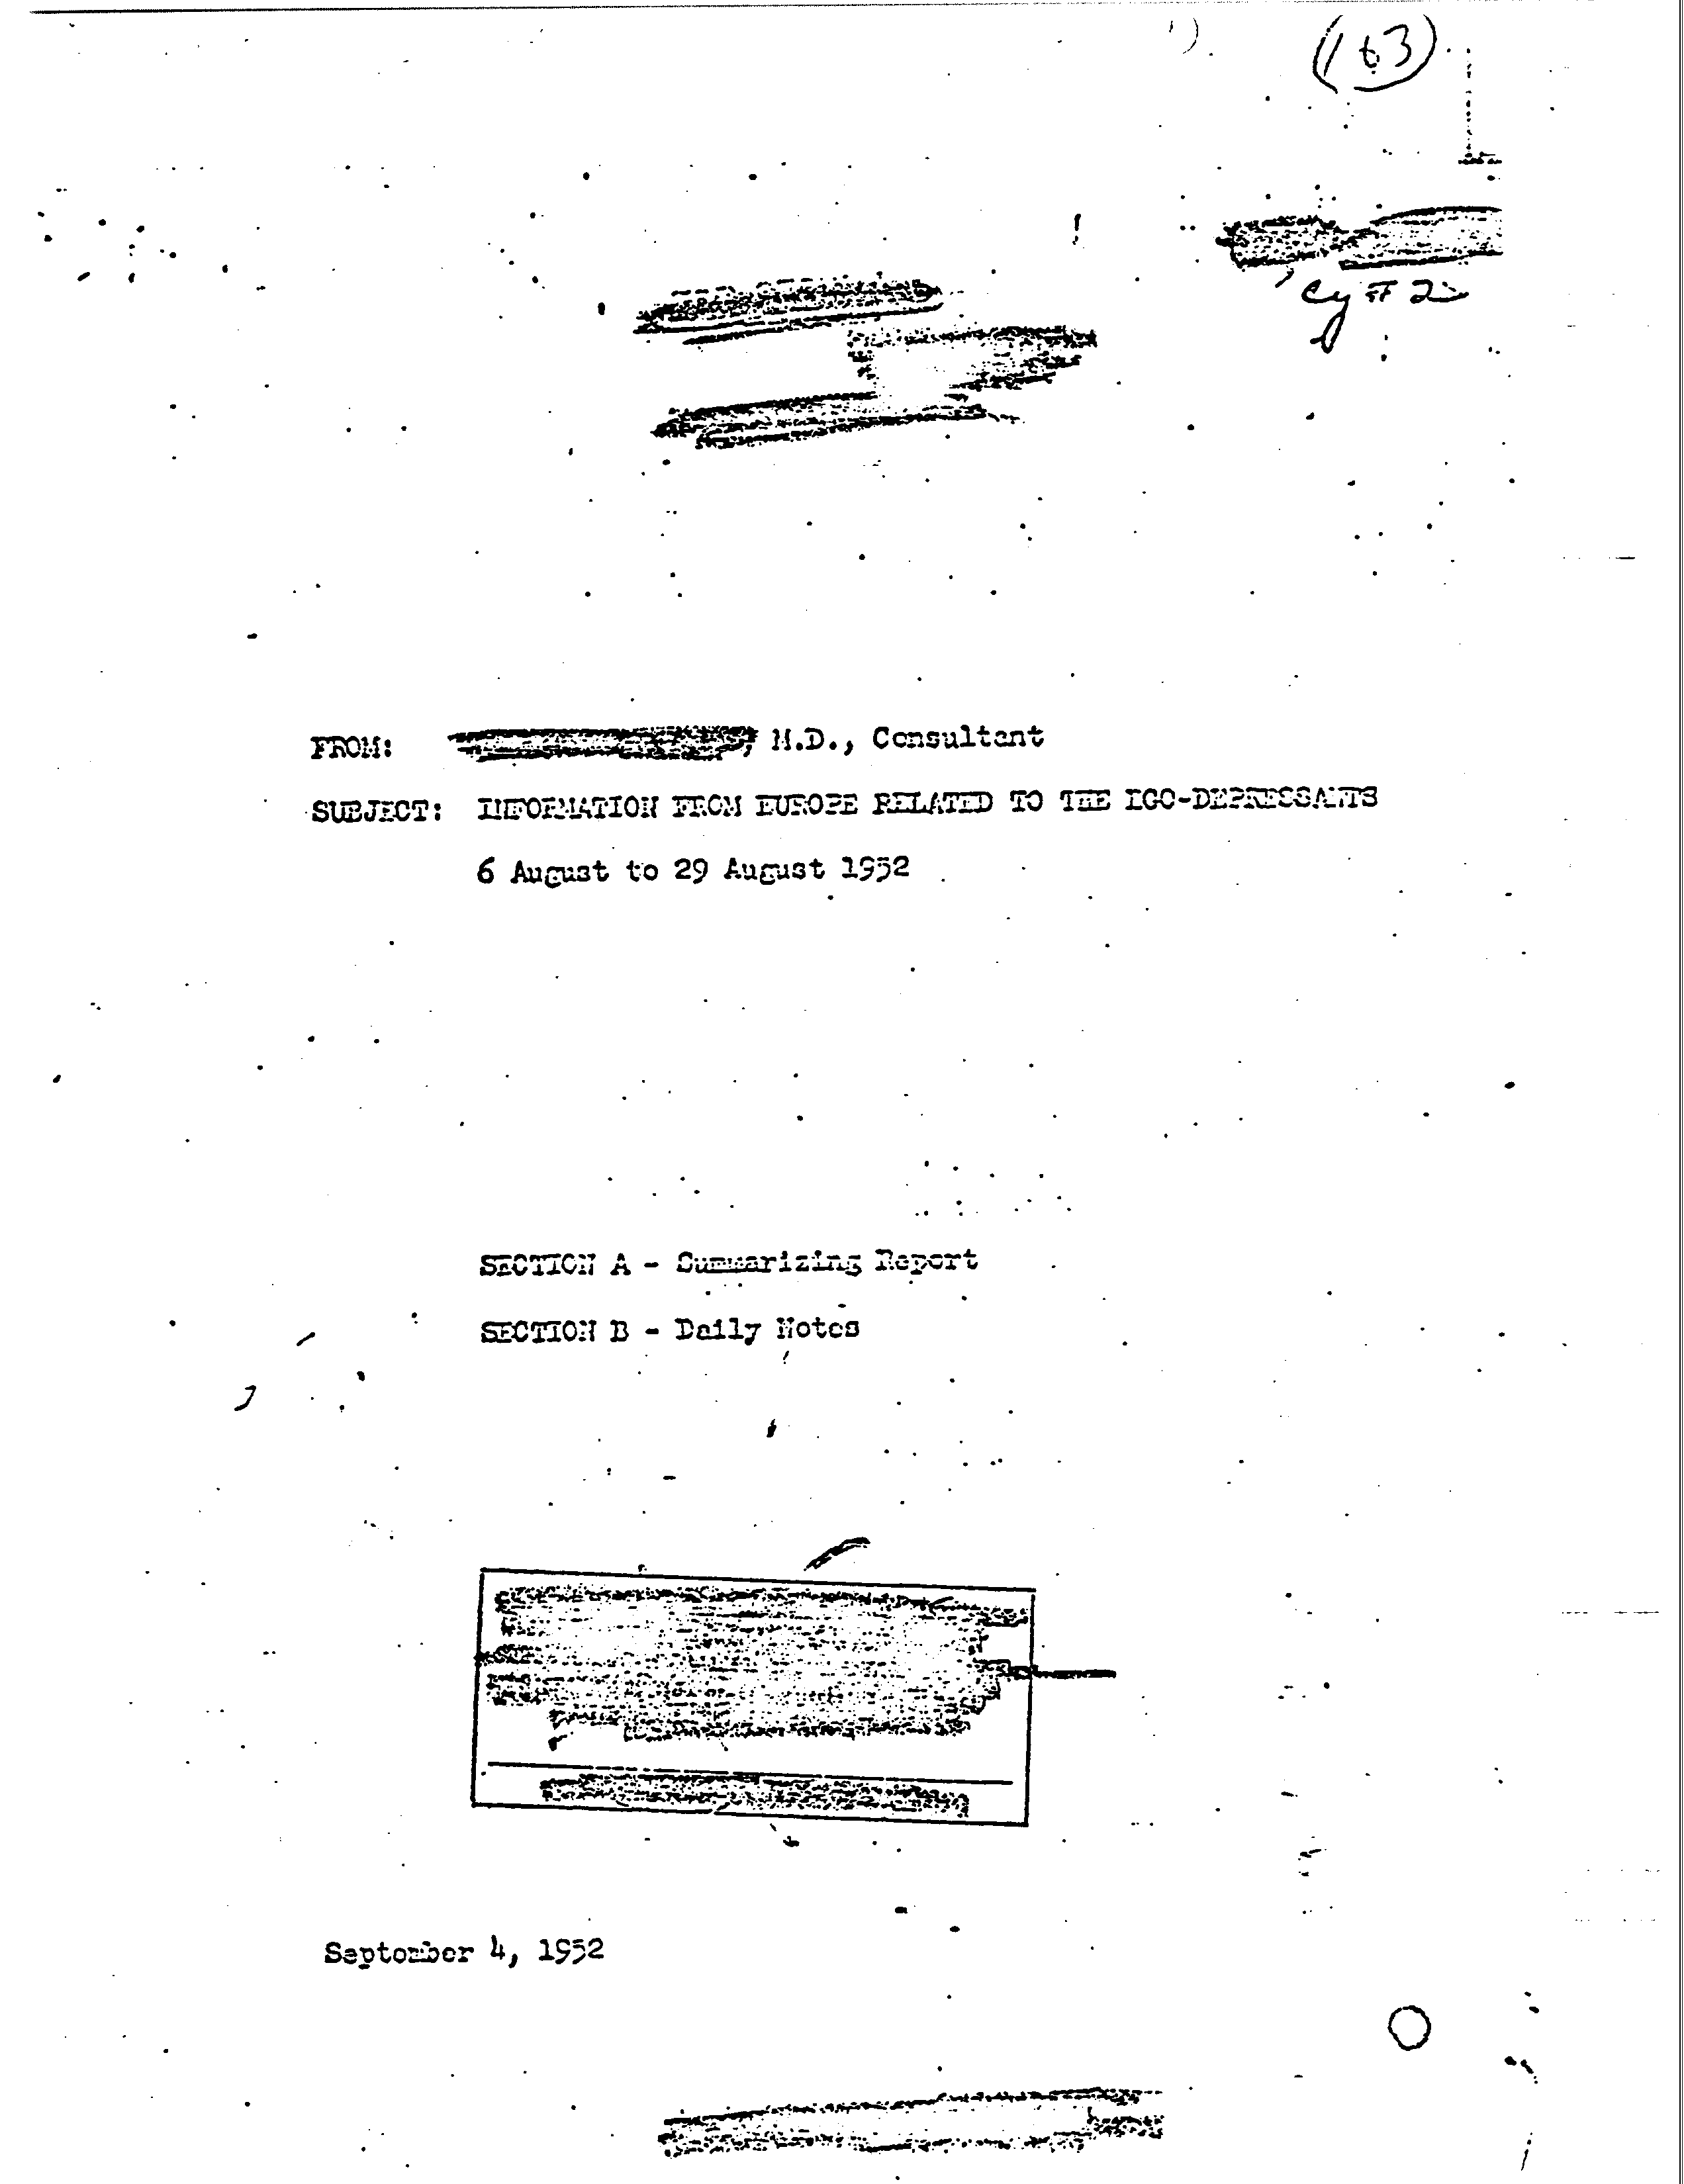 (163)
Cy # 2
FROM: M.D., Consultant
SUBJECT: INFORMATION FROM EUROPE RELATED TO THE EGO-DEPRESSANTS
6 August to 29 August 1952
SECTION A - Summarizing Report
SECTION B - Daily Notes
September 4, 1952